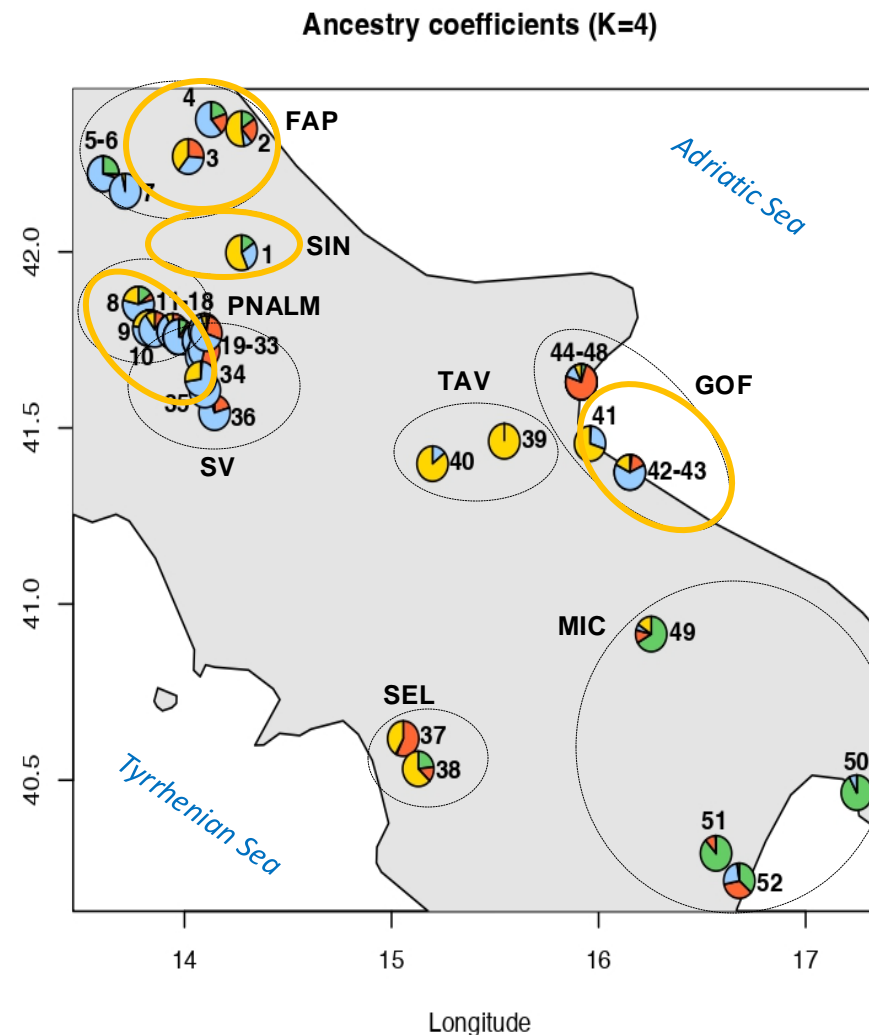 Ancestry coefficients (K=4)
4
FAP
5-6
2
3
7
Adriatic Sea
42.0
SIN
1
8
11-18
PNALM
9
10
19-33
44-48
34
TAV
GOF
41
35
36
39
41.5
40
42-43
SV
41.0
MIC
49
SEL
37
38
40.5
50
Tyrrhenian Sea
51
52
14
15
16
17
Longitude